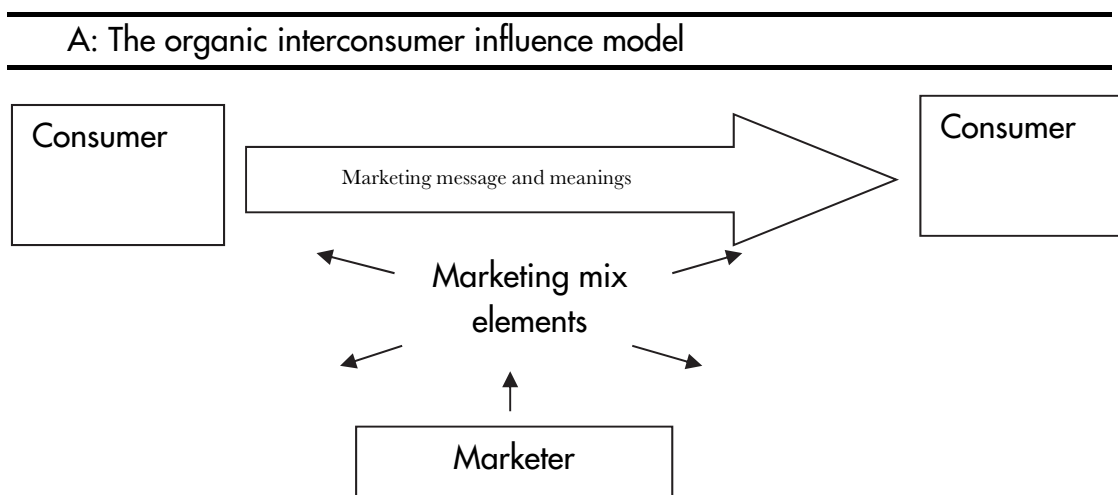 A: The organic interconsumer influence model
Consumer
Consumer
Marketing message and meanings
Marketing mix
elements
Marketer